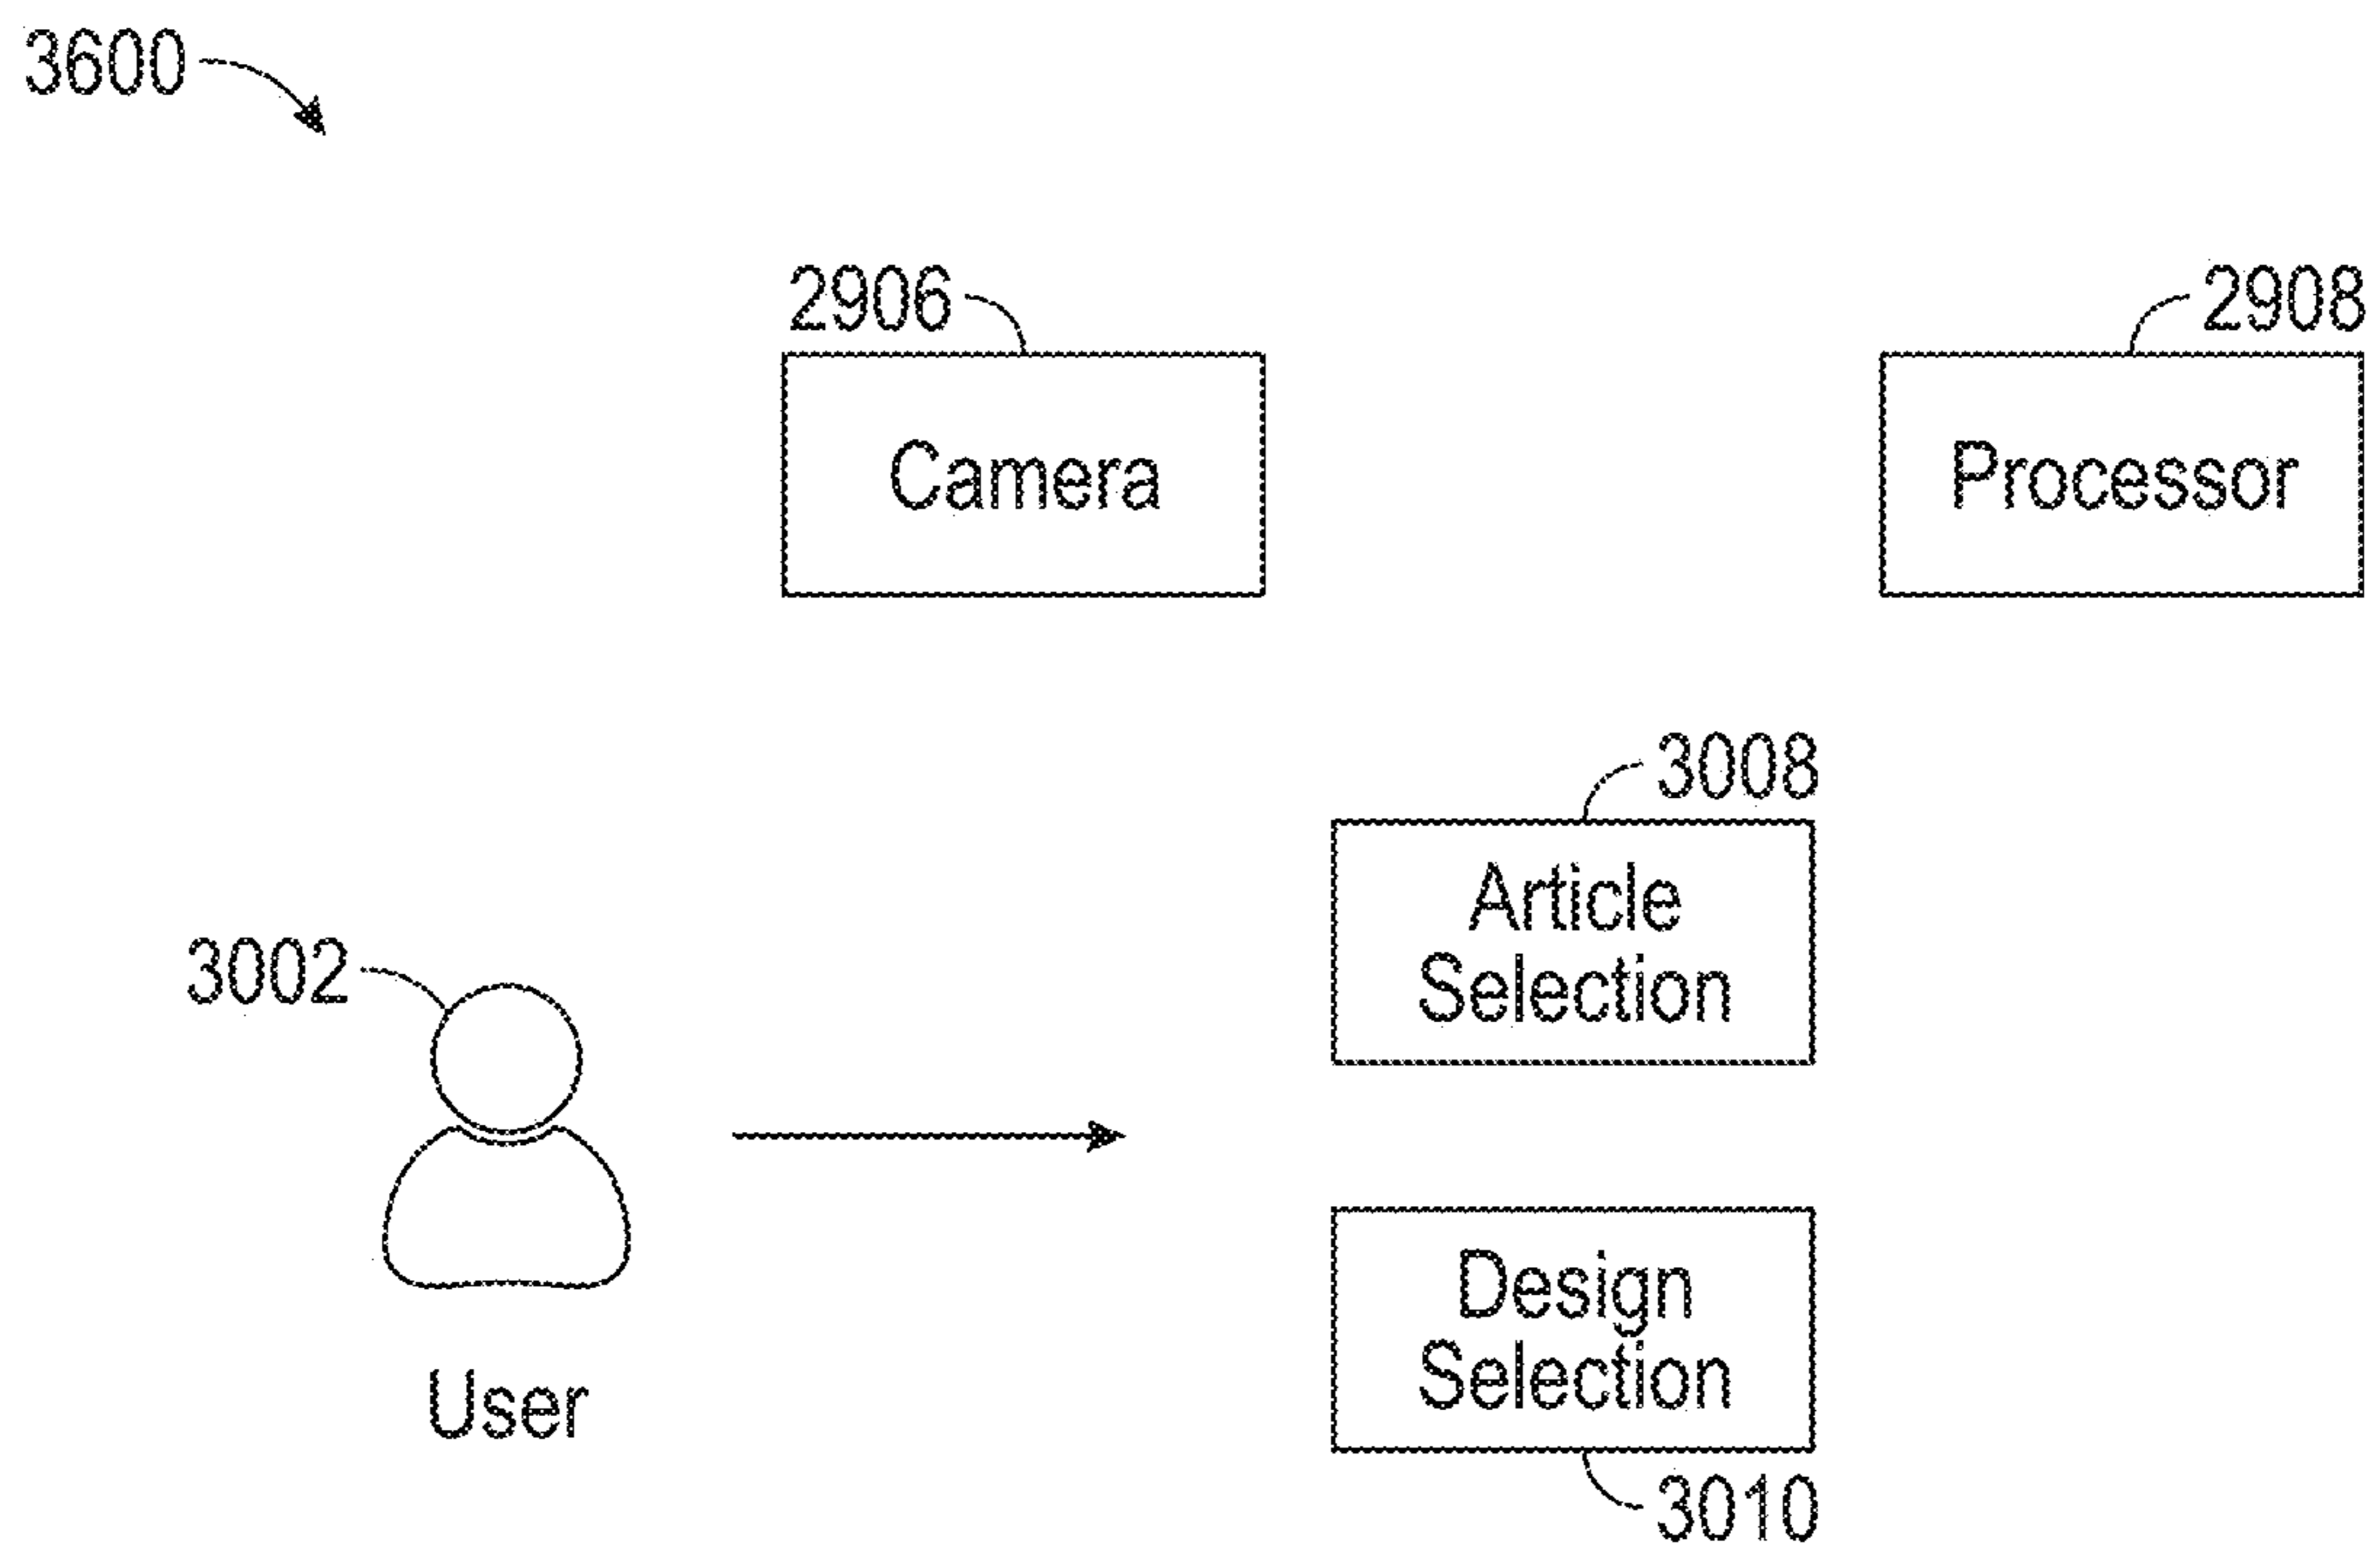 3600
2906
2908
Camera
Processor
3008
Article
Selection
3002
Design
Selection
User
3010